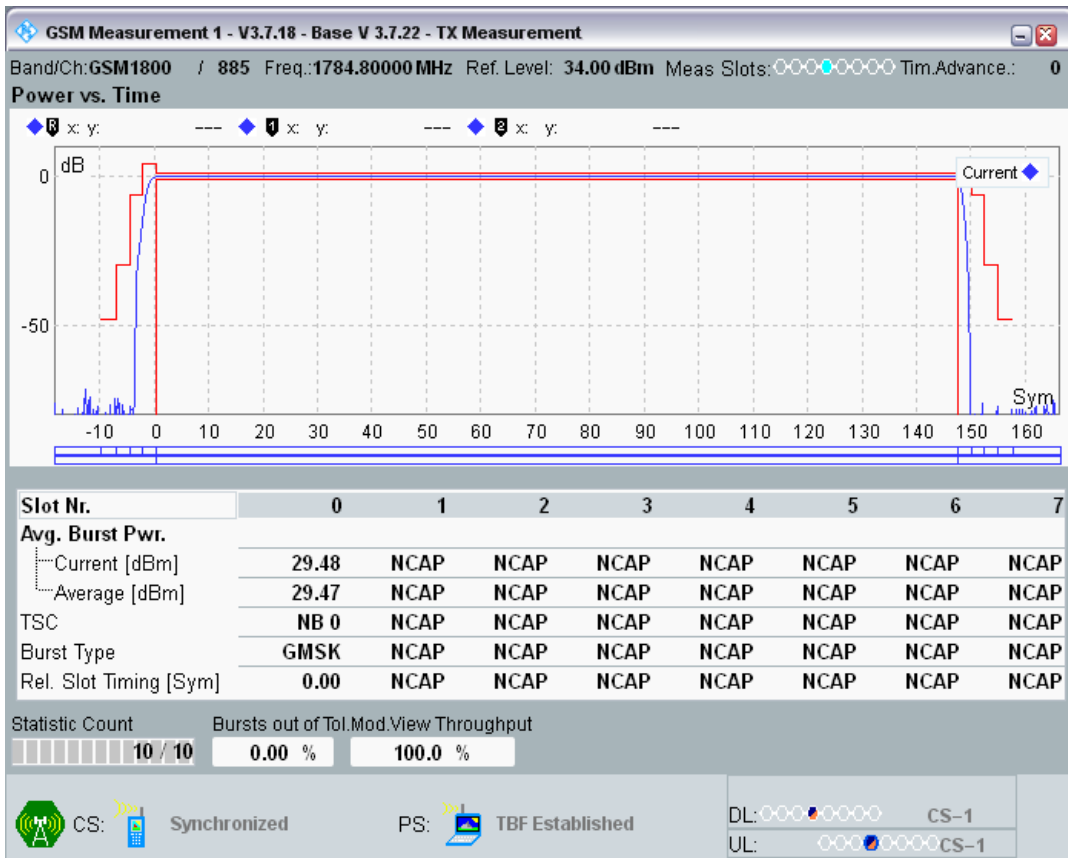 GSM Measurement 1 - V3.7.18 - Base V 3.7.22 - TX Measurement
Band/Ch:GSM1800 / 885 Freq.:1784.80000 MHz Ref. Level: 34.00 dBm Meas Slots: Tim.Advance.: 0
Power vs. Time
R x: y: --- 1 x: y: --- 2 x: y: ---
dB
Current
0
-50
Sym
-10 0 10 20 30 40 50 60 70 80 90 100 110 120 130 140 150 160
Slot Nr. 0 1 2 3 4 5 6 7
Avg. Burst Pwr.
Current [dBm] 29.48 NCAP NCAP NCAP NCAP NCAP NCAP NCAP
Average [dBm] 29.47 NCAP NCAP NCAP NCAP NCAP NCAP NCAP
TSC NB 0 NCAP NCAP NCAP NCAP NCAP NCAP NCAP
Burst Type GMSK NCAP NCAP NCAP NCAP NCAP NCAP NCAP
Rel. Slot Timing [Sym] 0.00 NCAP NCAP NCAP NCAP NCAP NCAP NCAP
Statistic Count Bursts out of Tol.Mod.View Throughput
10 / 10 0.00 % 100.0 %
CS: Synchronized PS: TBF Established
DL: CS-1
UL: CS-1